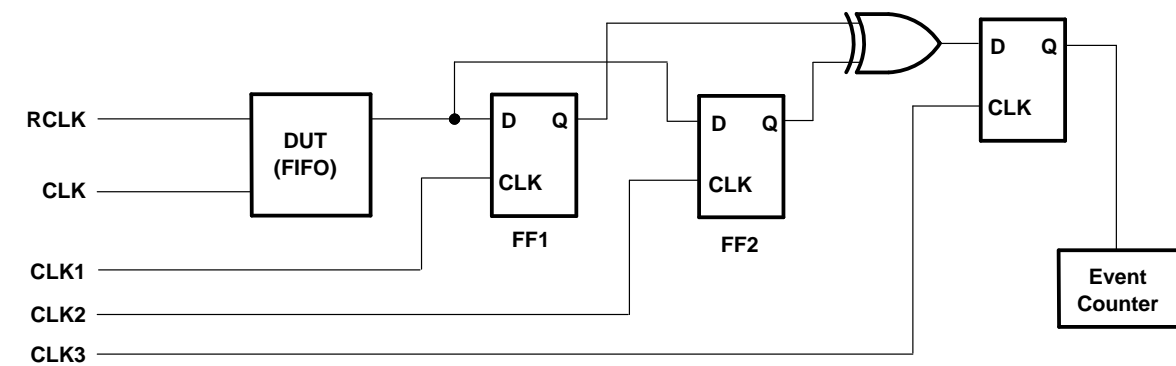 RCLK
CLK
CLK1
CLK2
CLK3
DUT
(FIFO)
D Q
CLK
FF1
D Q
CLK
FF2
D Q
CLK
Event
Counter